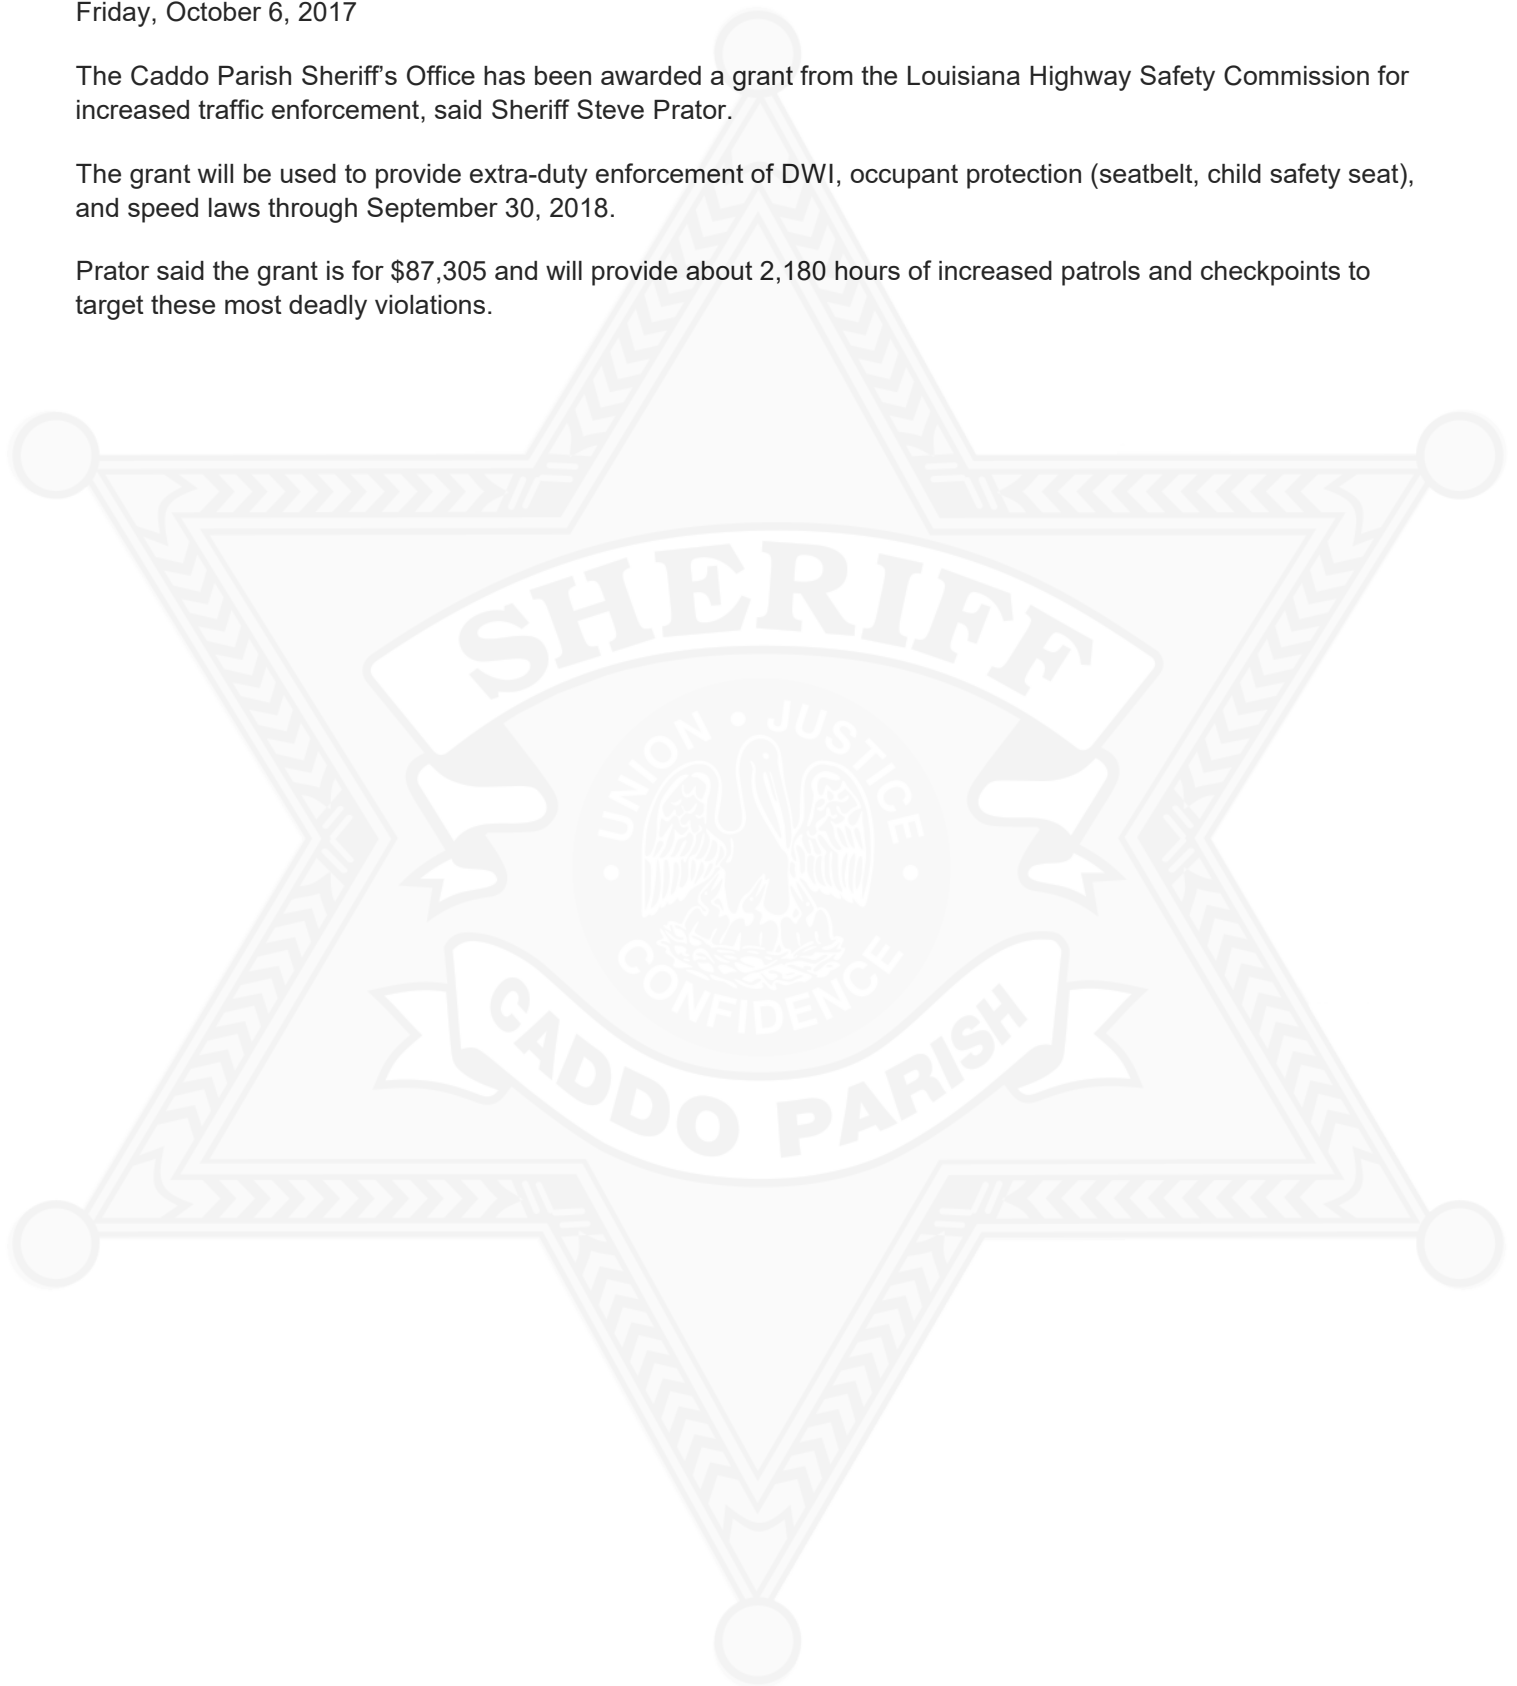 Friday, October 6, 2017
The Caddo Parish Sheriff's Office has been awarded a grant from the Louisiana Highway Safety Commission for
increased traffic enforcement, said Sheriff Steve Prator.
The grant will be used to provide extra-duty enforcement of DWI, occupant protection (seatbelt, child safety seat),
and speed laws through September 30, 2018.
Prator said the grant is for $87,305 and will provide about 2,180 hours of increased patrols and checkpoints to
target these most deadly violations.
SHERIFF
UNION • JUSTICE
• CONFIDENCE •
CADDO PARISH